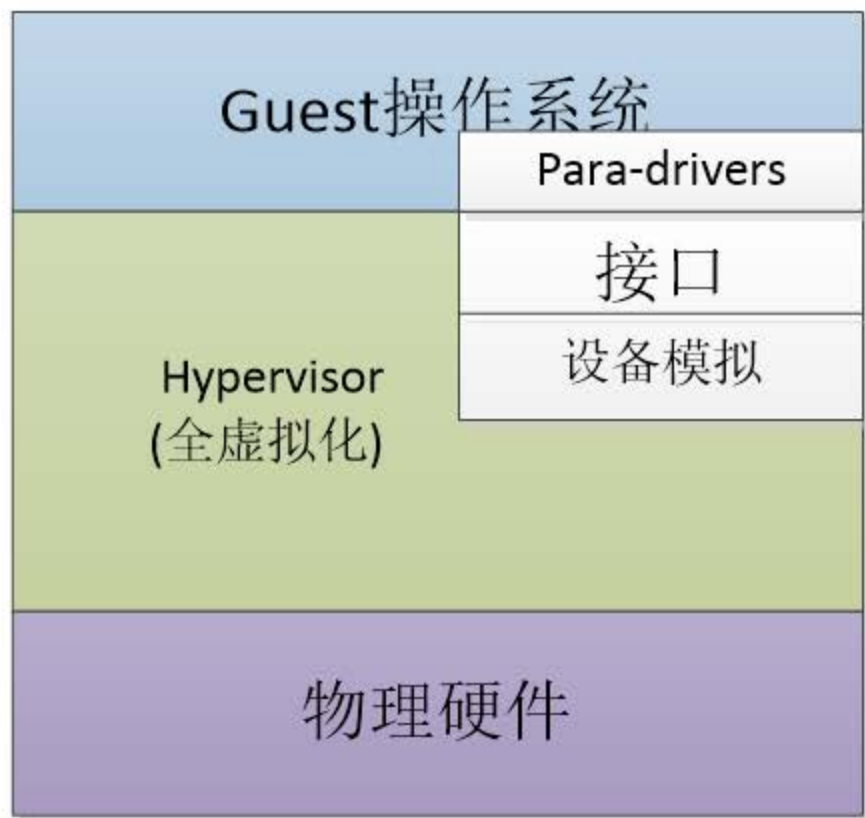 Guest操作系统
Para-drivers
接口
设备模拟
Hypervisor
(全虚拟化)
物理硬件